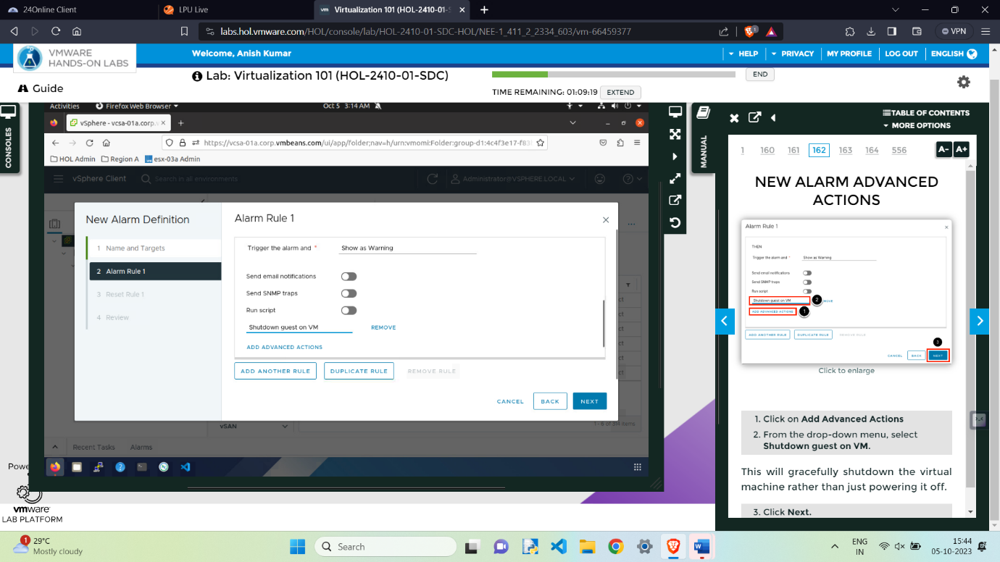 24Online Client
LPU Live
vm Virtualization 101 (HOL-2410-01-S
labs.hol.vmware.com/HOL/console/lab/HOL-2410-01-SDC-HOL/NEE-1_411_2_2334_603/vm-66459377
1
VPN
VMWARE
HANDS-ON LABS
Welcome, Anish Kumar
HELP
PRIVACY
MY PROFILE
LOG OUT
ENGLISH
Lab: Virtualization 101 (HOL-2410-01-SDC)
END
Guide
TIME REMAINING: 01:09:19
EXTEND
CONSOLES
Activities
Firefox Web Browser
Oct 5 3:14 AM
vSphere - vcsa-01a.corp.v
https://vcsa-01a.corp.vmbeans.com/ui/app/folder;nav=h/urn:vmomi:Folder:group-d1:4c4f3e17-f83
HOL Admin
Region A
esx-03a Admin
vSphere Client
Search in all environments
Administrator@VSPHERE.LOCAL
New Alarm Definition
1 Name and Targets
2 Alarm Rule 1
3 Reset Rule 1
4 Review
Alarm Rule 1
Trigger the alarm and *
Show as Warning
Send email notifications
Send SNMP traps
Run script
Shutdown guest on VM
REMOVE
ADD ADVANCED ACTIONS
ADD ANOTHER RULE
DUPLICATE RULE
REMOVE RULE
CANCEL
BACK
NEXT
vSAN
Recent Tasks
Alarms
MANUAL
TABLE OF CONTENTS
MORE OPTIONS
1 160 161 162 163 164 556
A- A+
NEW ALARM ADVANCED
ACTIONS
Alarm Rule 1
THEN
Trigger the alarm and *
Show as Warning
Send email notifications
Send SNMP traps
Run script
Shutdown guest on VM
2
MOVE
ADD ADVANCED ACTIONS
1
ADD ANOTHER RULE
DUPLICATE RULE
REMOVE RULE
3
CANCEL
BACK
NEXT
Click to enlarge
1. Click on Add Advanced Actions
2. From the drop-down menu, select
Shutdown guest on VM.
This will gracefully shutdown the virtual
machine rather than just powering it off.
3. Click Next.
Powe
vmware
LAB PLATFORM
1
29°C
Mostly cloudy
Search
ENG
IN
15:44
05-10-2023